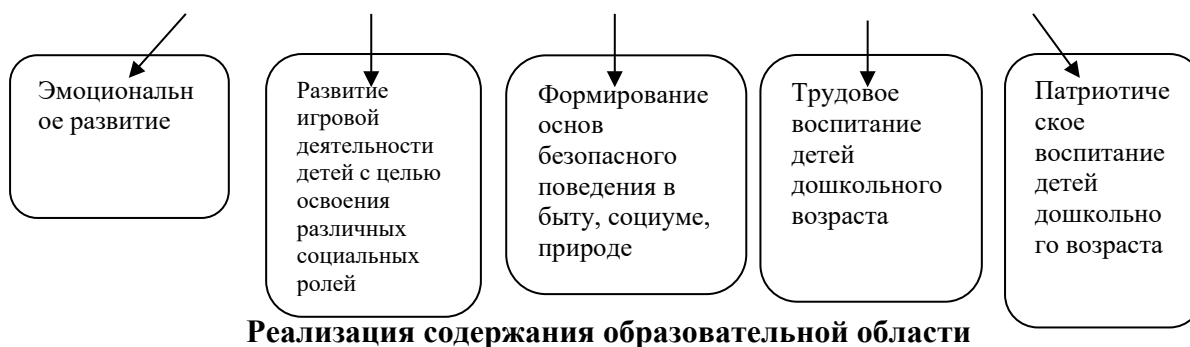 Эмоциональн
ое развитие
Развитие
игровой
деятельности
детей с целью
освоения
различных
социальных
ролей
Формирование
основ
безопасного
поведения в
быту, социуме,
природе
Трудовое
воспитание
детей
дошкольного
возраста
Патриотиче
ское
воспитание
детей
дошкольно
го возраста
Реализация содержания образовательной области